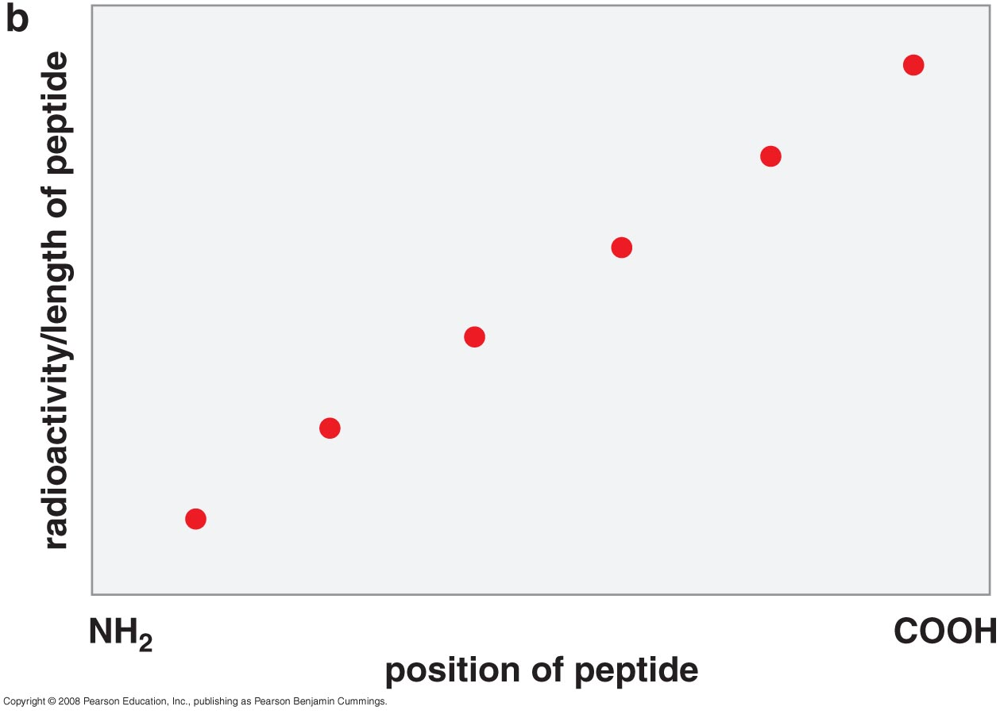 b
radioactivity/length of peptide
NH₂
COOH
position of peptide
Copyright © 2008 Pearson Education, Inc., publishing as Pearson Benjamin Cummings.